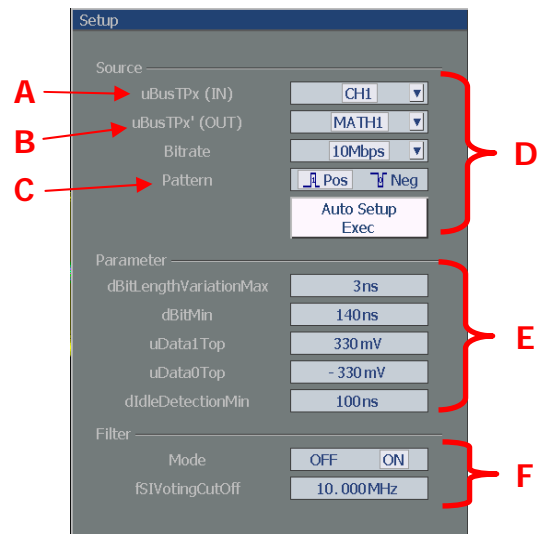 Setup
Source
A uBusTPx (IN) CH1
B uBusTPx' (OUT) MATH1
Bitrate 10Mbps
C Pattern Pos Neg
D
Auto Setup
Exec
Parameter
dBitLengthVariationMax 3ns
dBitMin 140ns
uData1Top 330mV
E
uData0Top -330mV
dIdleDetectionMin 100ns
Filter
Mode OFF ON
F
fSIVotingCutOff 10.000MHz